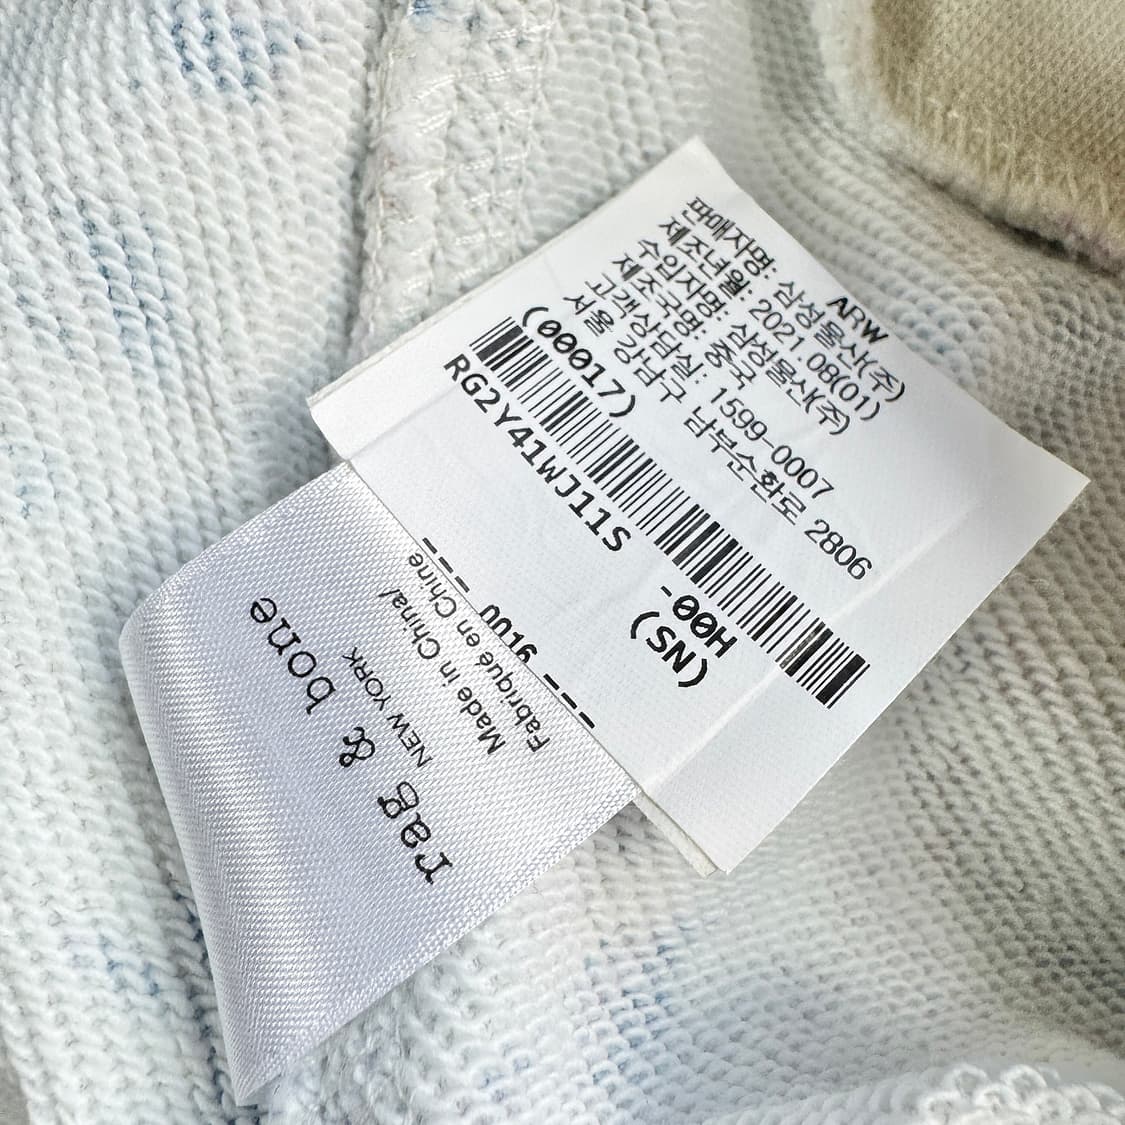 ARW
판매자명: 삼성물산(주)
제조년월: 2021.08(01)
수입자명: 삼성물산(주)
제조국명: 중국
고객상담실: 1599-0007
서울 강남구 남부순환로 2806
(00017)
RG2Y41WJ11S
H00-
(NS)
rag & bone
NEW YORK
Made in China/
Fabriqué en Chine